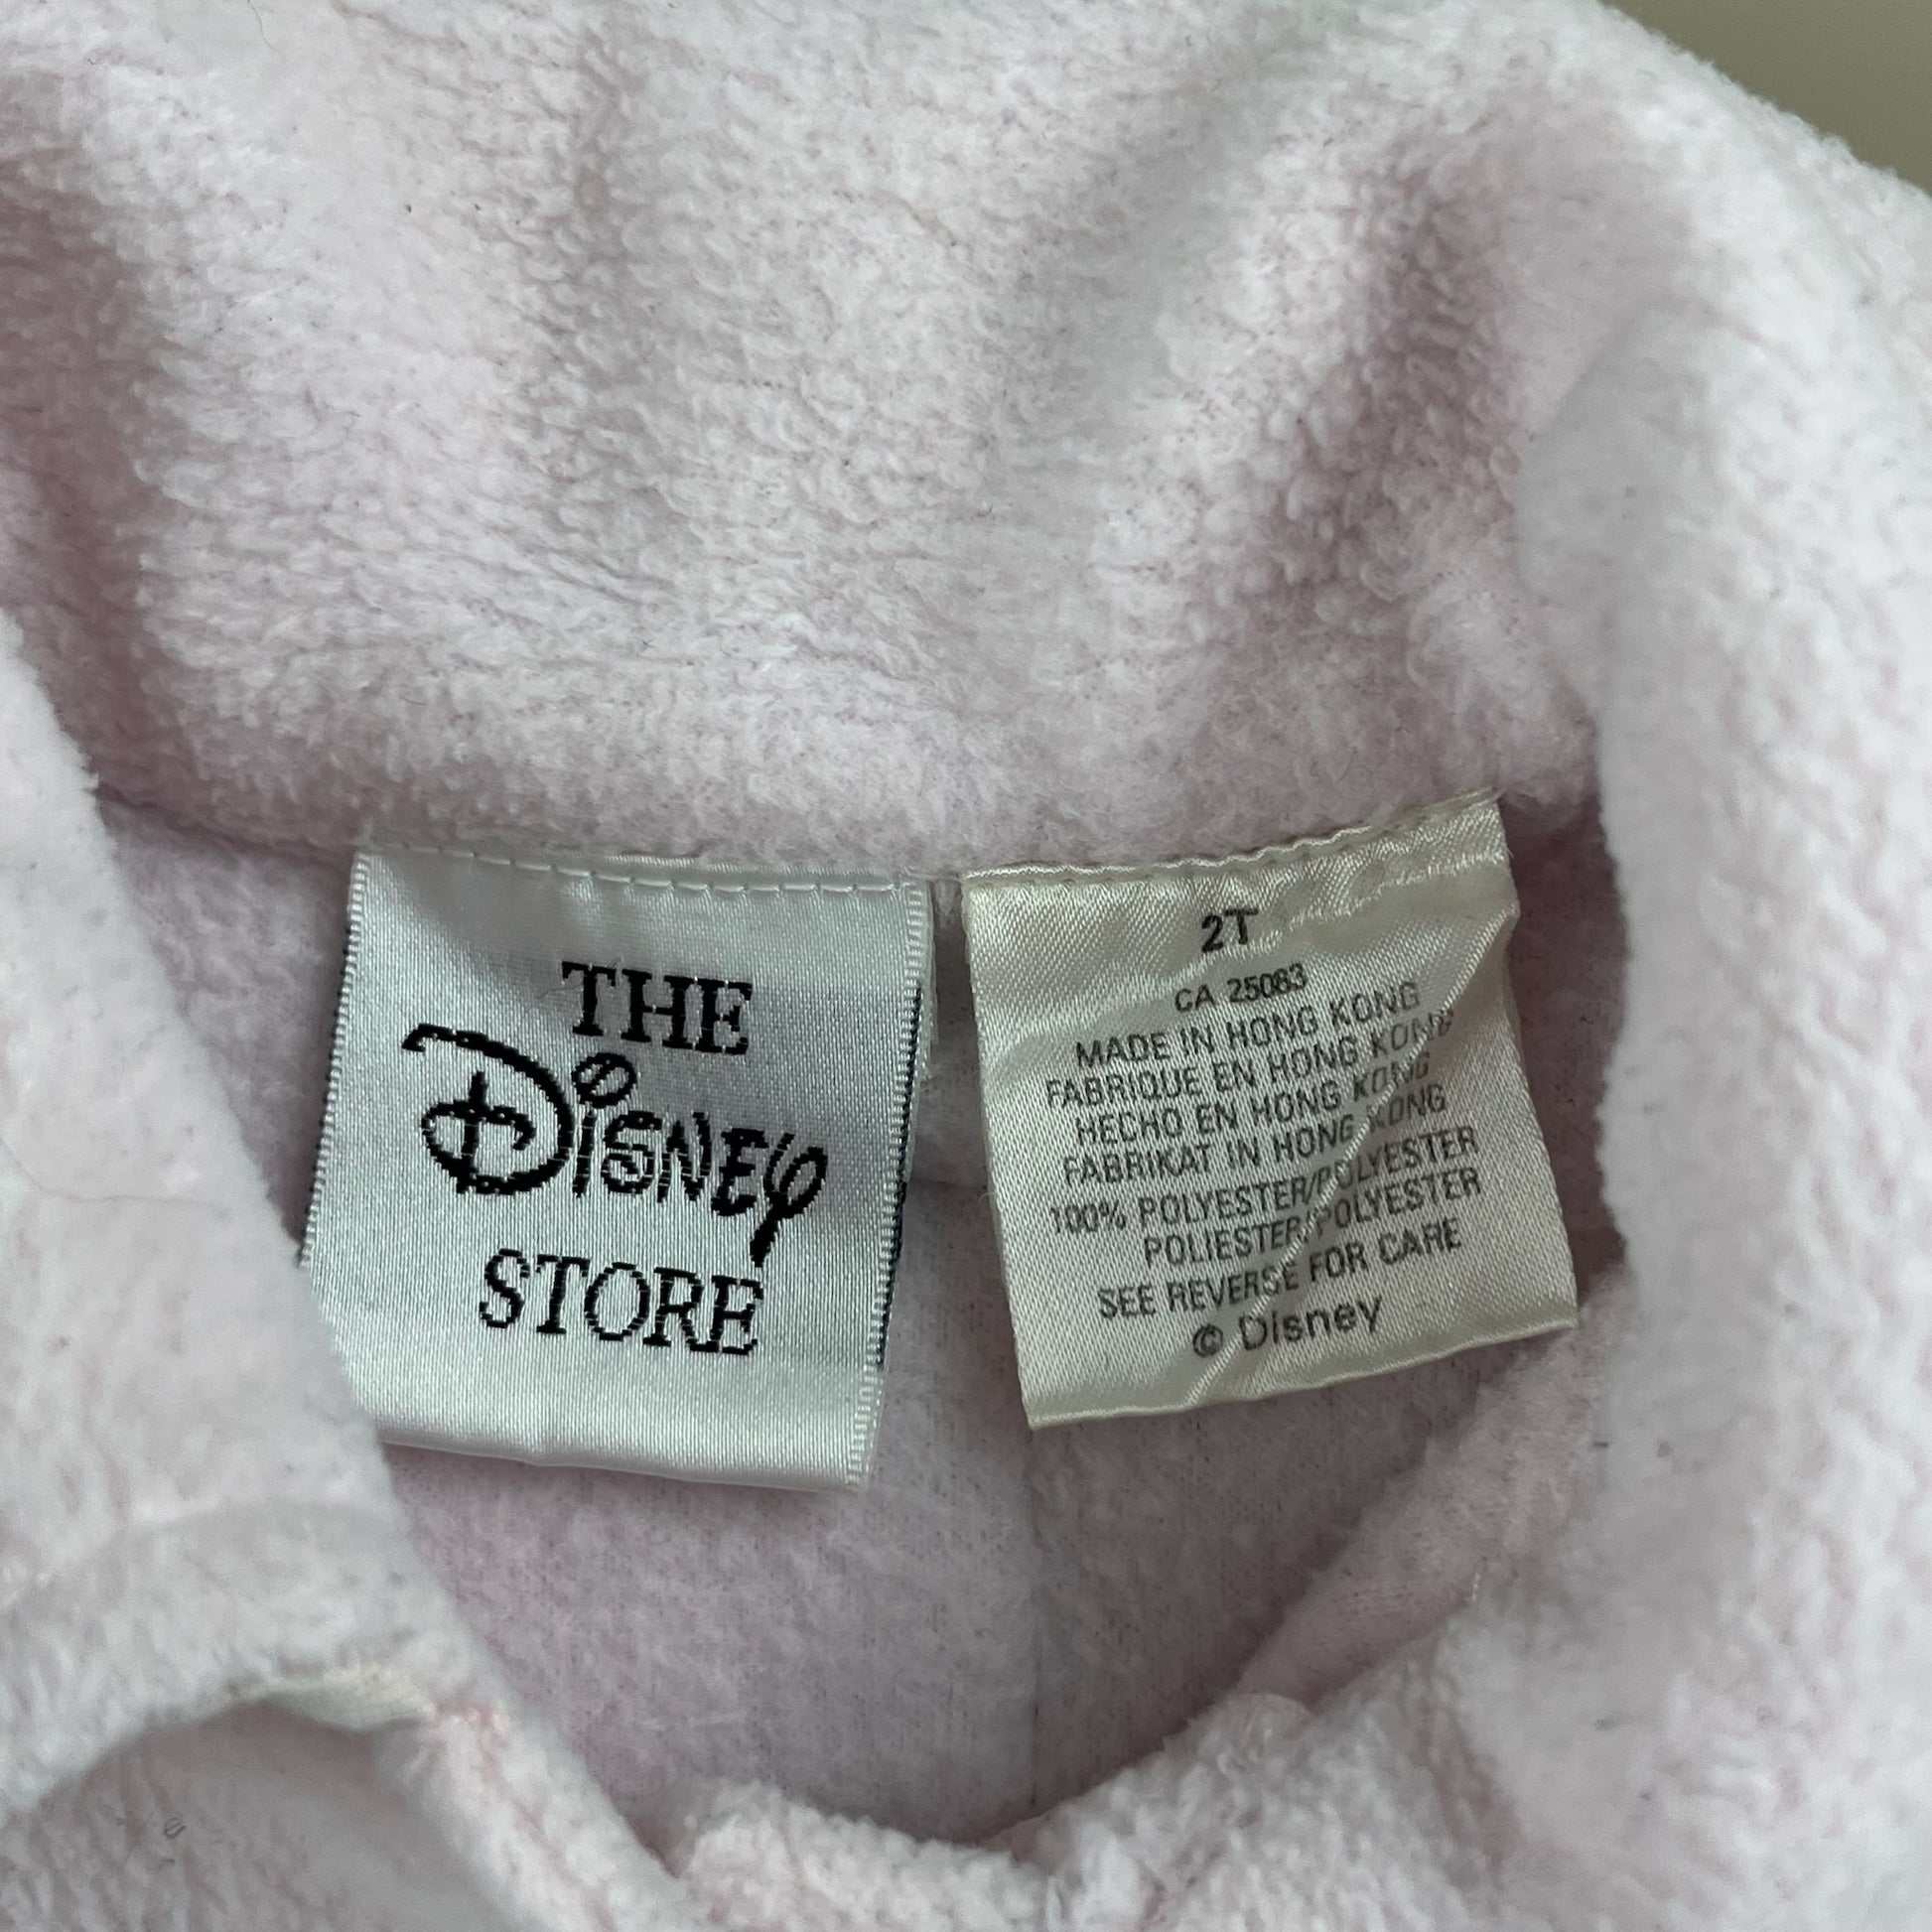 THE
Disney
STORE
2T
CA 25083
MADE IN HONG KONG
FABRIQUE EN HONG KONG
HECHO EN HONG KONG
FABRIKAT IN HONG KONG
100% POLYESTER/POLYESTER
POLIESTER/POLYESTER
SEE REVERSE FOR CARE
© Disney